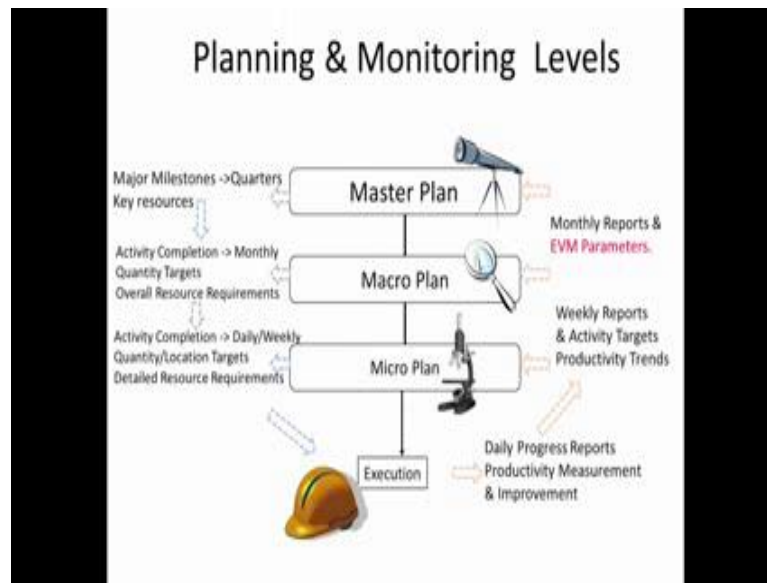 Planning & Monitoring Levels
Major Milestones ->Quarters
Key resources
Master Plan
Monthly Reports &
EVM Parameters.
Activity Completion -> Monthly
Quantity Targets
Overall Resource Requirements
Macro Plan
Weekly Reports
& Activity Targets
Productivity Trends
Activity Completion -> Daily/Weekly
Quantity/Location Targets
Detailed Resource Requirements
Micro Plan
Execution
Daily Progress Reports
Productivity Measurement
& Improvement